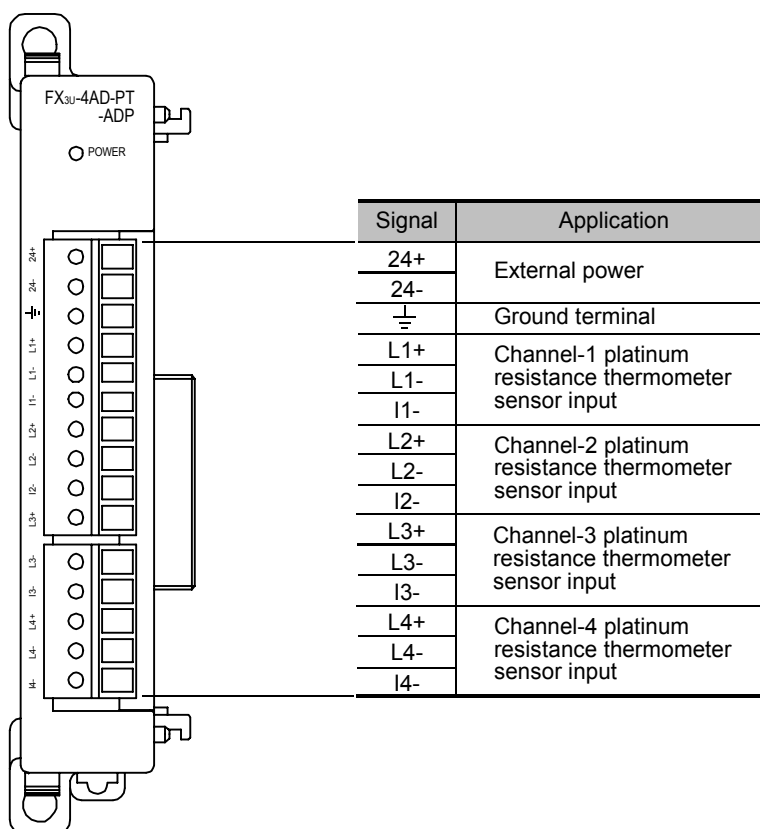 FX3U-4AD-PT
-ADP
POWER
24+
24-
L1+
L1-
I1-
L2+
L2-
I2-
L3+
L3-
I3-
L4+
L4-
I4-
Signal Application
24+
External power
24-
Ground terminal
L1+
Channel-1 platinum
L1-
resistance thermometer
I1-
sensor input
L2+
Channel-2 platinum
L2-
resistance thermometer
I2-
sensor input
L3+
Channel-3 platinum
L3-
resistance thermometer
I3-
sensor input
L4+
Channel-4 platinum
L4-
resistance thermometer
I4-
sensor input